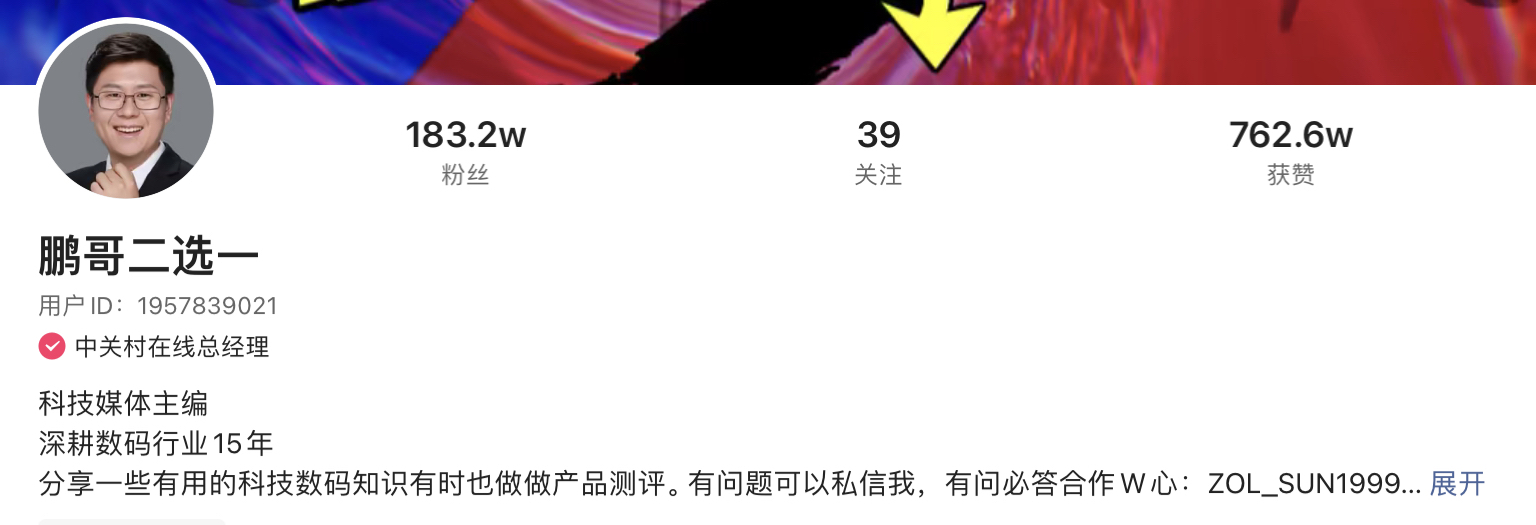 183.2w 39 762.6w
粉丝 关注 获赞
鹏哥二选一
用户ID：1957839021
中关村在线总经理
科技媒体主编
深耕数码行业15年
分享一些有用的科技数码知识有时也做做产品测评。有问题可以私信我，有问必答合作W心：ZOL_SUN1999... 展开